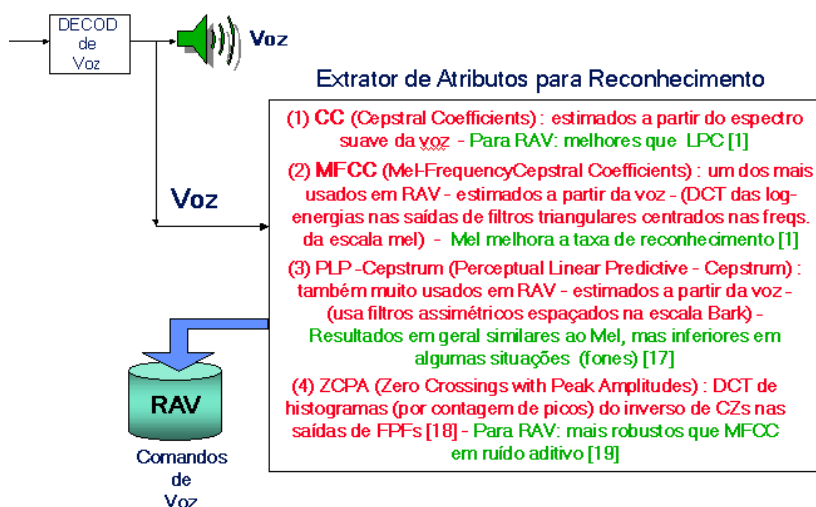 DECOD
de
Voz
Voz
Extrator de Atributos para Reconhecimento
(1) CC (Cepstral Coefficients) : estimados a partir do espectro
suave da voz - Para RAV: melhores que LPC [1]
(2) MFCC (Mel-FrequencyCepstral Coefficients) : um dos mais
usados em RAV - estimados a partir da voz - (DCT das log-
energias nas saídas de filtros triangulares centrados nas freqs.
da escala mel) - Mel melhora a taxa de reconhecimento [1]
(3) PLP -Cepstrum (Perceptual Linear Predictive - Cepstrum) :
também muito usados em RAV - estimados a partir da voz -
(usa filtros assimétricos espaçados na escala Bark) -
Resultados em geral similares ao Mel, mas inferiores em
algumas situações (fones) [17]
(4) ZCPA (Zero Crossings with Peak Amplitudes) : DCT de
histogramas (por contagem de picos) do inverso de CZs nas
saídas de FPFs [18] - Para RAV: mais robustos que MFCC
em ruído aditivo [19]
Voz
RAV
Comandos
de
Voz